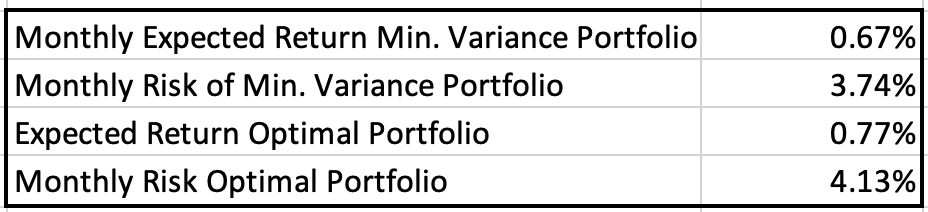 Monthly Expected Return Min. Variance Portfolio 0.67%
Monthly Risk of Min. Variance Portfolio 3.74%
Expected Return Optimal Portfolio 0.77%
Monthly Risk Optimal Portfolio 4.13%